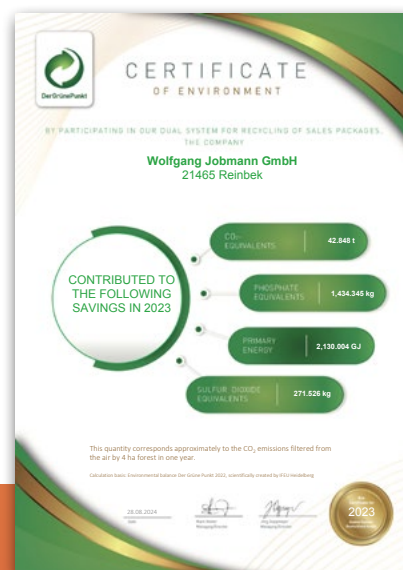 DerGrünePunkt
CERTIFICATE
OF ENVIRONMENT
BY PARTICIPATING IN OUR DUAL SYSTEM FOR RECYCLING OF SALES PACKAGES,
THE COMPANY
Wolfgang Jobmann GmbH
21465 Reinbek
CONTRIBUTED TO
THE FOLLOWING
SAVINGS IN 2023
CO₂-
EQUIVALENTS
42.848 t
PHOSPHATE
EQUIVALENTS
1,434.345 kg
PRIMARY
ENERGY
2,130.004 GJ
SULFUR DIOXIDE
EQUIVALENTS
271.526 kg
This quantity corresponds approximately to the CO₂ emissions filtered from
the air by 4 ha forest in one year.
Calculation basis: Environmental balance Der Grüne Punkt 2022, scientifically created by IFEU Heidelberg
28.08.2024
Managing Director
Managing Director
2023